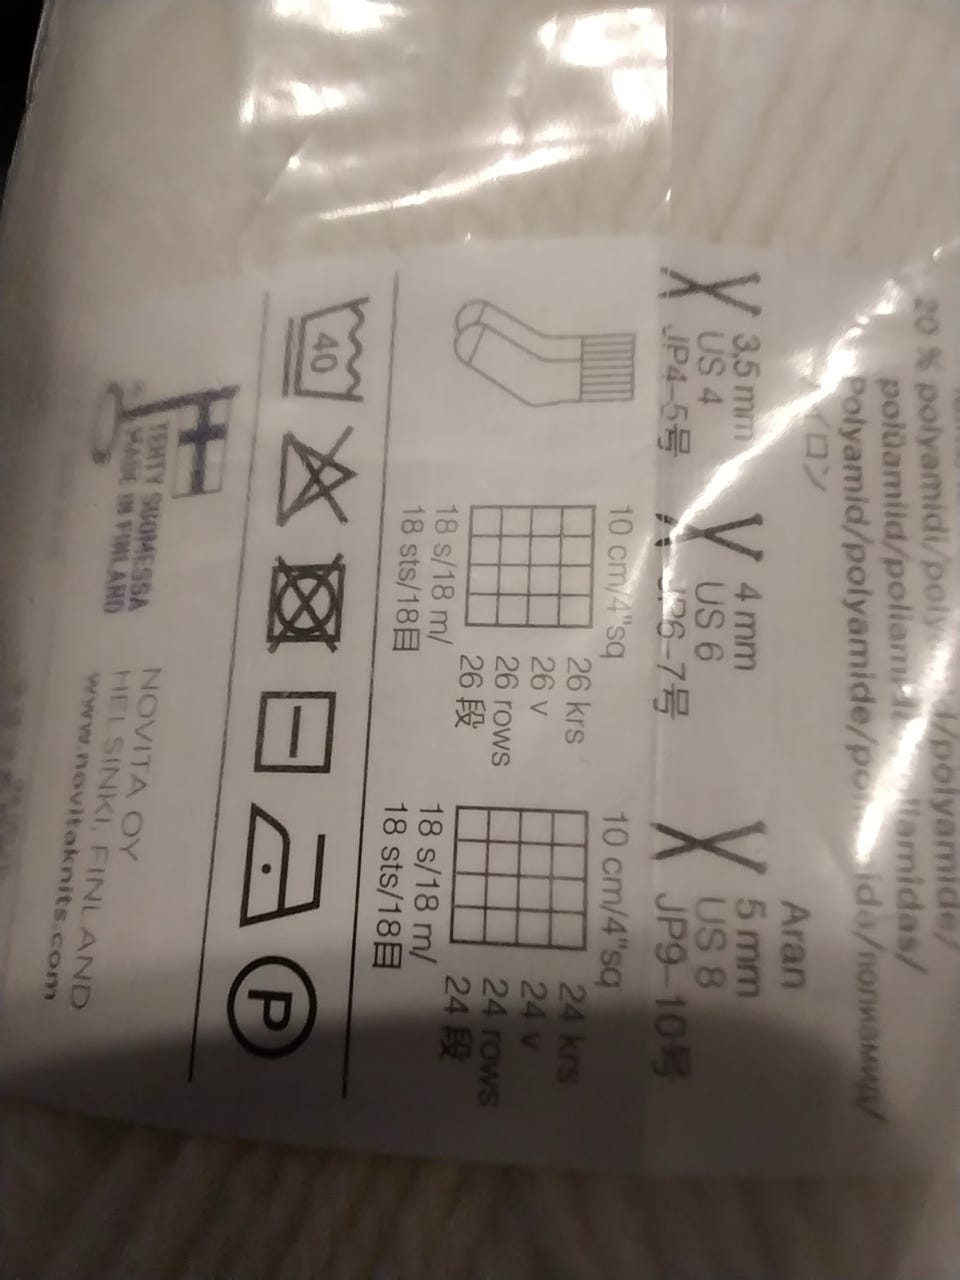 20 % polyamidi/
polüamiid/
Polyamid/polyamide/
Aran
3,5 mm
US 4
JP4–5号
4 mm
US 6
JP6–7号
5 mm
US 8
JP9–10号
10 cm/4"sq
26 krs
26 v
26 rows
26 段
18 s/18 m/
18 sts/18目
10 cm/4"sq
24 krs
24 v
24 rows
24 段
18 s/18 m/
18 sts/18目
40
P
TEHTY SUOMESSA
MADE IN FINLAND
NOVITA OY
HELSINKI, FINLAND
www.novitaknits.com